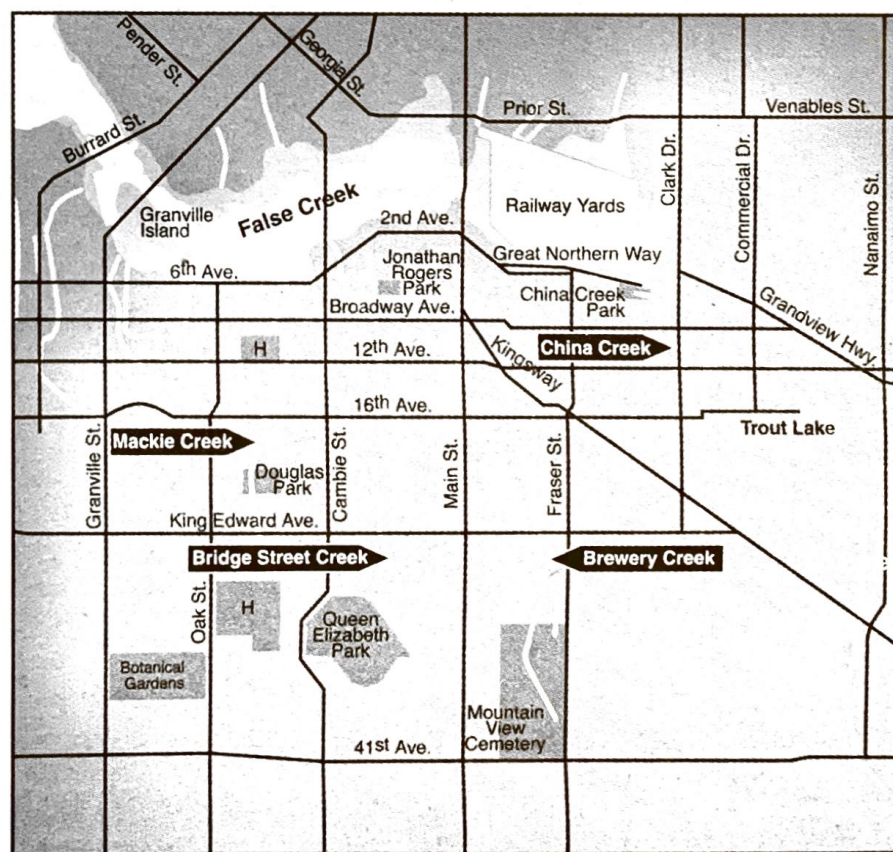 Pender St.
Georgia St.
Burrard St.
Prior St.
Venables St.
Clark Dr.
Commercial Dr.
Nanaimo St.
Granville
Island
False Creek
2nd Ave.
Railway Yards
Great Northern Way
6th Ave.
Jonathan
Rogers
Park
China Creek
Park
Grandview Hwy.
Broadway Ave.
H
12th Ave.
Kingsway
China Creek
16th Ave.
Trout Lake
Mackie Creek
Granville St.
Cambie St.
Main St.
Fraser St.
Douglas
Park
King Edward Ave.
Bridge Street Creek
Brewery Creek
Oak St.
H
Queen
Elizabeth
Park
Botanical
Gardens
Mountain
View
Cemetery
41st Ave.